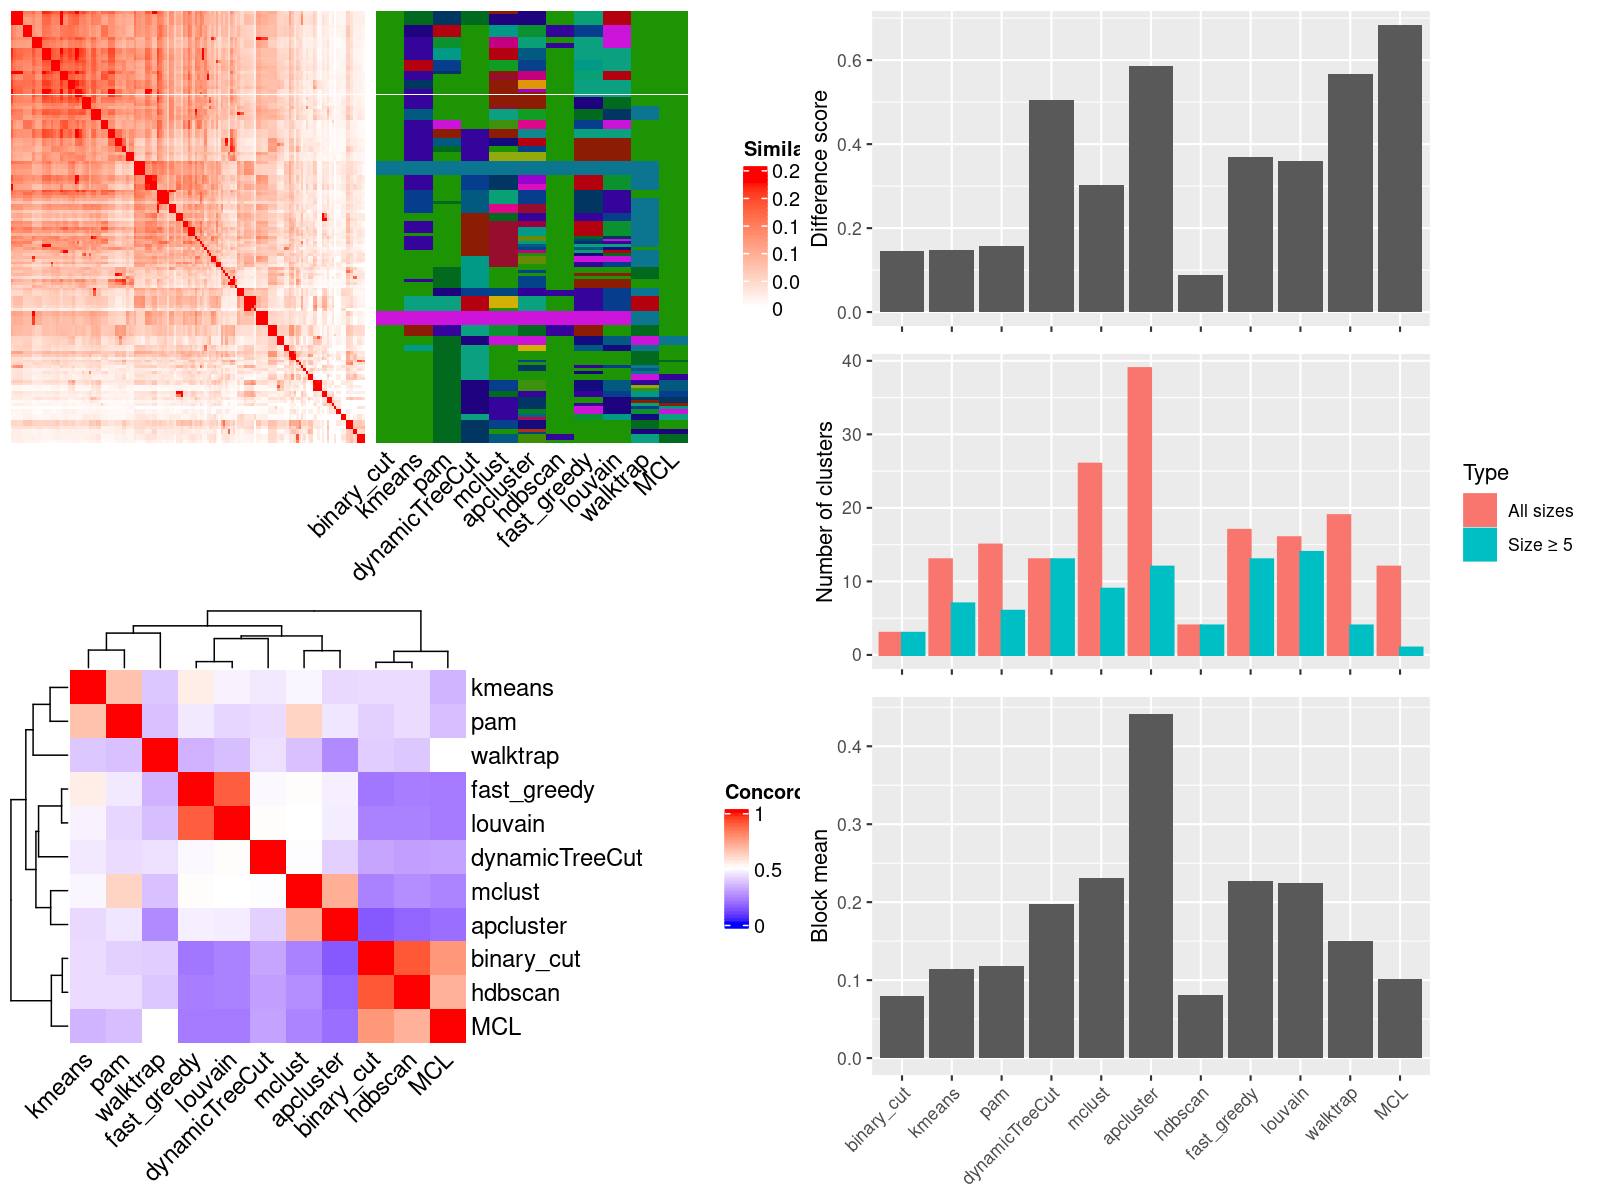 Simila
0.2
0.2
0.1
0.1
0.0
0
binary_cut
kmeans
pam
dynamicTreeCut
mclust
apcluster
hdbscan
fast_greedy
louvain
walktrap
MCL
kmeans
pam
walktrap
fast_greedy
louvain
dynamicTreeCut
mclust
apcluster
binary_cut
hdbscan
MCL
kmeans
pam
walktrap
fast_greedy
louvain
dynamicTreeCut
mclust
apcluster
binary_cut
hdbscan
MCL
Concord
1
0.5
0
Difference score
0.6
0.4
0.2
0.0
Number of clusters
40
30
20
10
0
Type
All sizes
Size ≥ 5
Block mean
0.4
0.3
0.2
0.1
0.0
binary_cut
kmeans
pam
dynamicTreeCut
mclust
apcluster
hdbscan
fast_greedy
louvain
walktrap
MCL